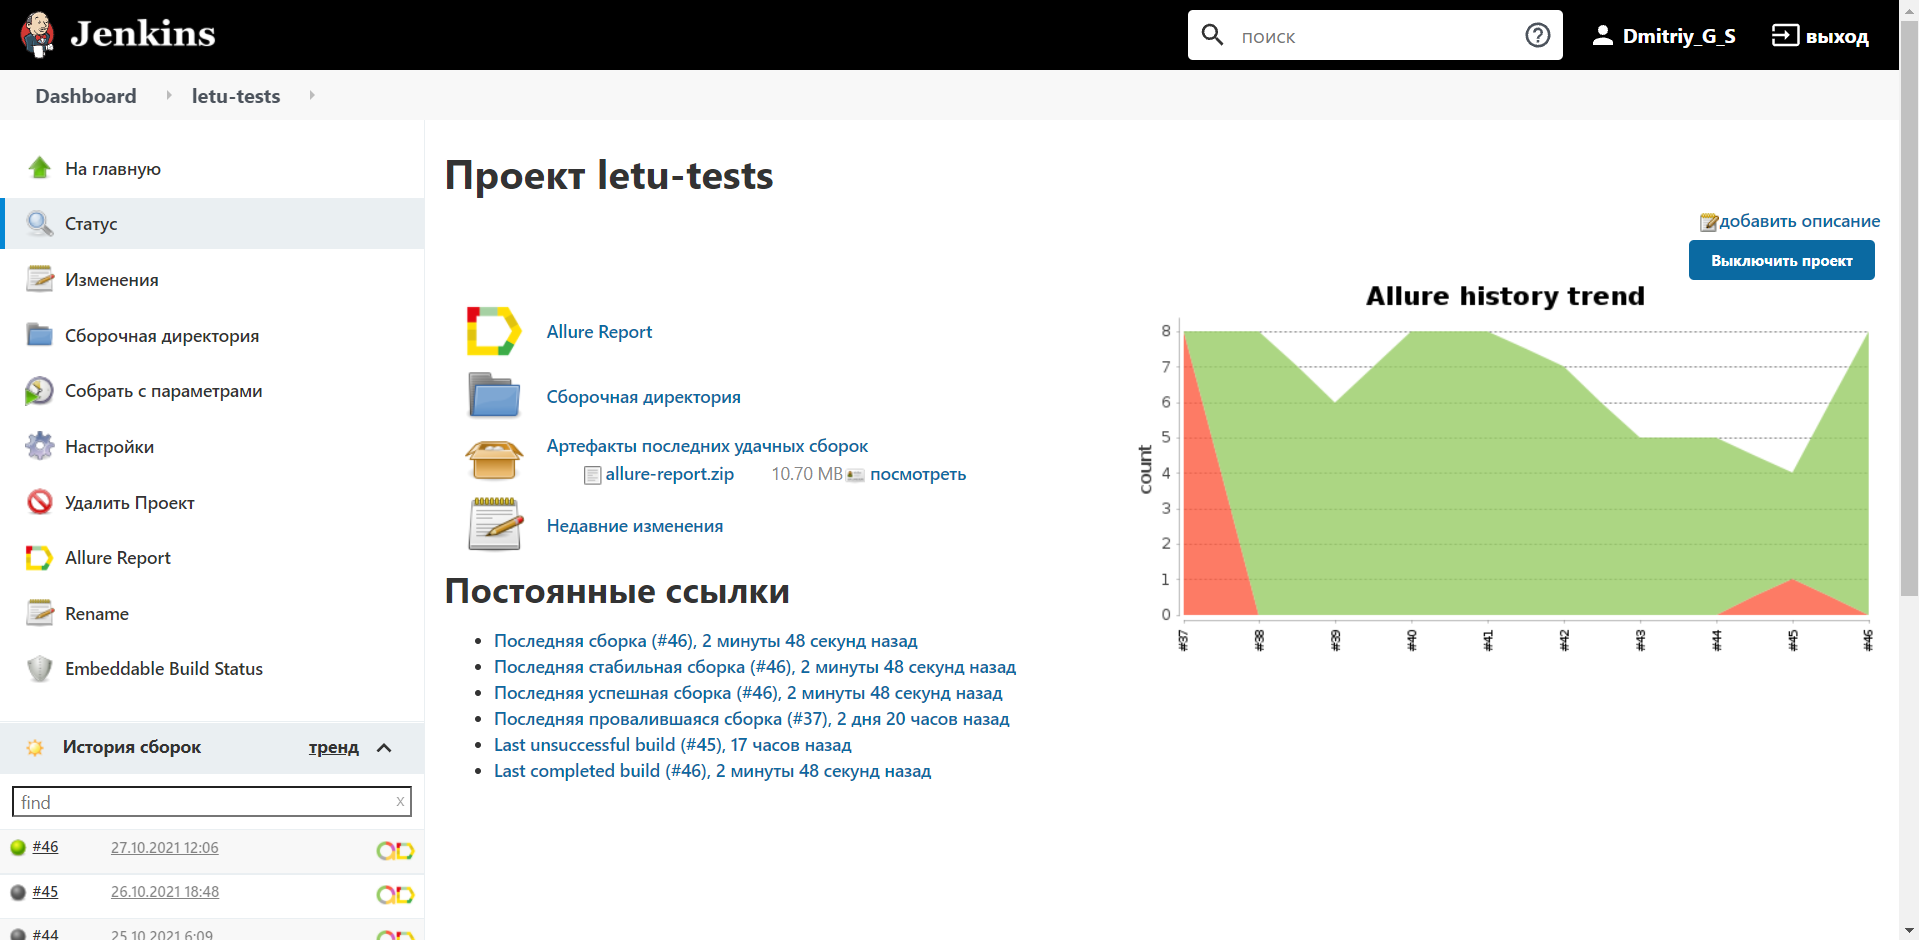 Jenkins
поиск
Dmitriy_G_S
выход
Dashboard
letu-tests
На главную
Статус
Изменения
Сборочная директория
Собрать с параметрами
Настройки
Удалить Проект
Allure Report
Rename
Embeddable Build Status
История сборок
тренд
find
x
#46
27.10.2021 12:06
#45
26.10.2021 18:48
#44
25.10.2021 6:09
Проект letu-tests
добавить описание
Выключить проект
Allure Report
Сборочная директория
Артефакты последних удачных сборок
allure-report.zip 10.70 MB посмотреть
Недавние изменения
Постоянные ссылки
Последняя сборка (#46), 2 минуты 48 секунд назад
Последняя стабильная сборка (#46), 2 минуты 48 секунд назад
Последняя успешная сборка (#46), 2 минуты 48 секунд назад
Последняя провалившаяся сборка (#37), 2 дня 20 часов назад
Last unsuccessful build (#45), 17 часов назад
Last completed build (#46), 2 минуты 48 секунд назад
Allure history trend
count
8
7
6
5
4
3
2
1
0
#37
#38
#39
#40
#41
#42
#43
#44
#45
#46